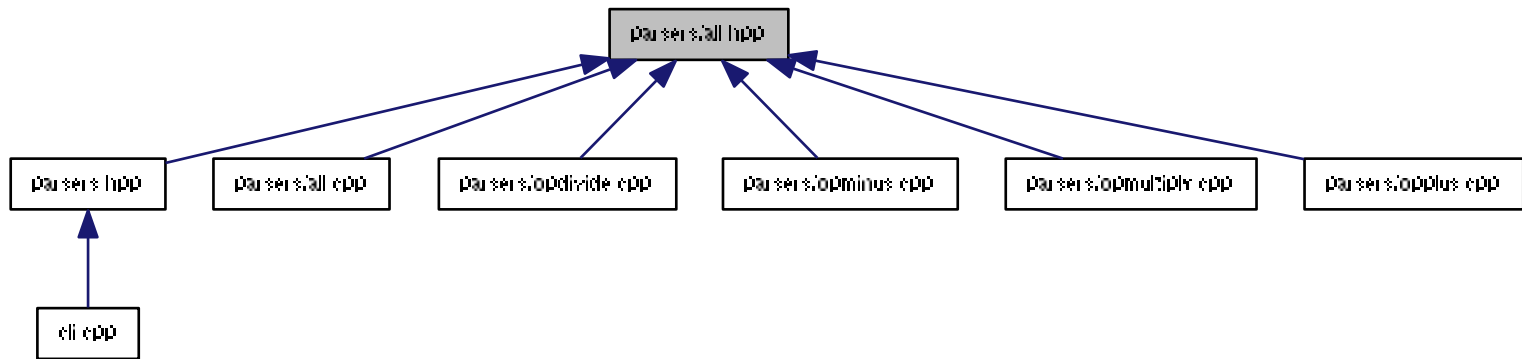 parsers/all.hpp
parsers.hpp
parsers/all.cpp
parsers/opdivide.cpp
parsers/opminus.cpp
parsers/opmultiply.cpp
parsers/opplus.cpp
cli.cpp